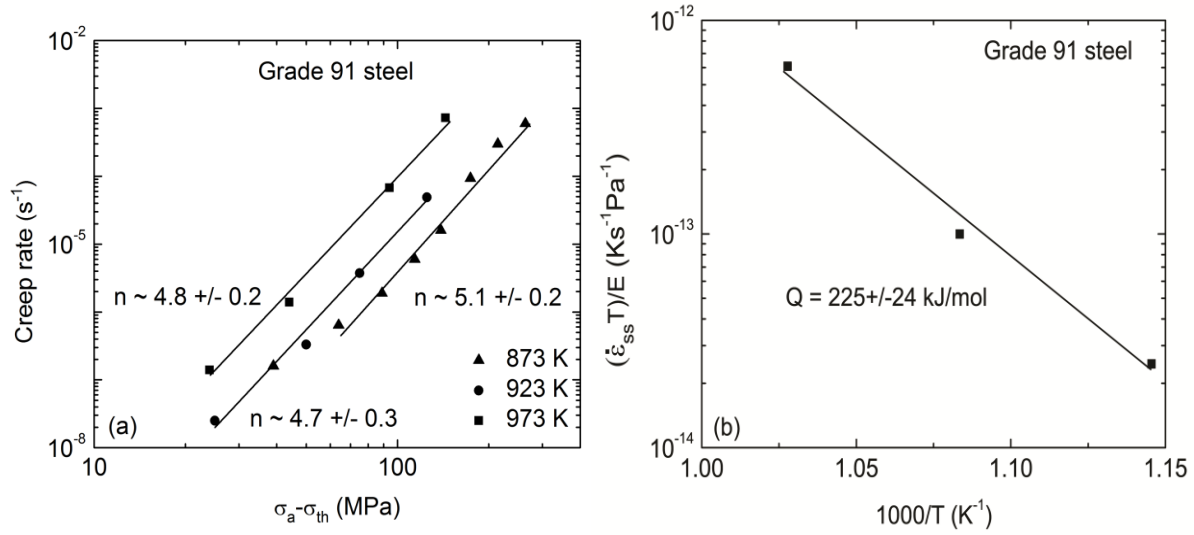 10⁻²
Grade 91 steel
Creep rate (s⁻¹)
10⁻⁵
n ~ 4.8 +/- 0.2
n ~ 5.1 +/- 0.2
873 K
923 K
973 K
(a)
n ~ 4.7 +/- 0.3
10⁻⁸
10
100
σa-σth (MPa)
10⁻¹²
Grade 91 steel
(ε̇ssT)/E (Ks⁻¹Pa⁻¹)
10⁻¹³
Q = 225+/-24 kJ/mol
(b)
10⁻¹⁴
1.00
1.05
1.10
1.15
1000/T (K⁻¹)